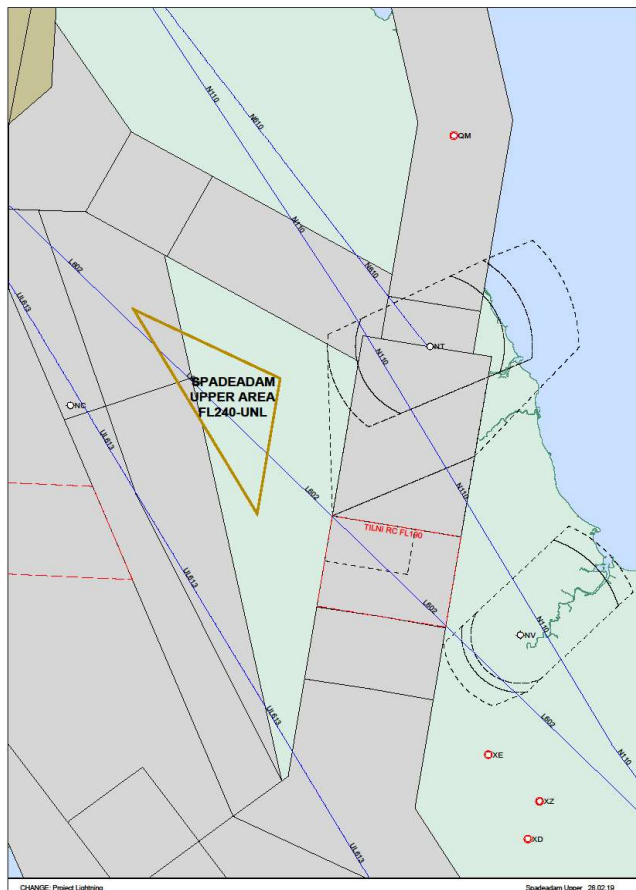 N110
N610
QM
N110
L602
N610
UL613
NT
N110
SPADEADAM
UPPER AREA
FL240-UNL
NC
UL613
L602
N110
TILNI RC FL190
UL613
L602
N110
NV
UL613
L602
XE
N110
XZ
XD
UL613
CHANGE: Project Lightning
Spadeadam Upper 28.02.19